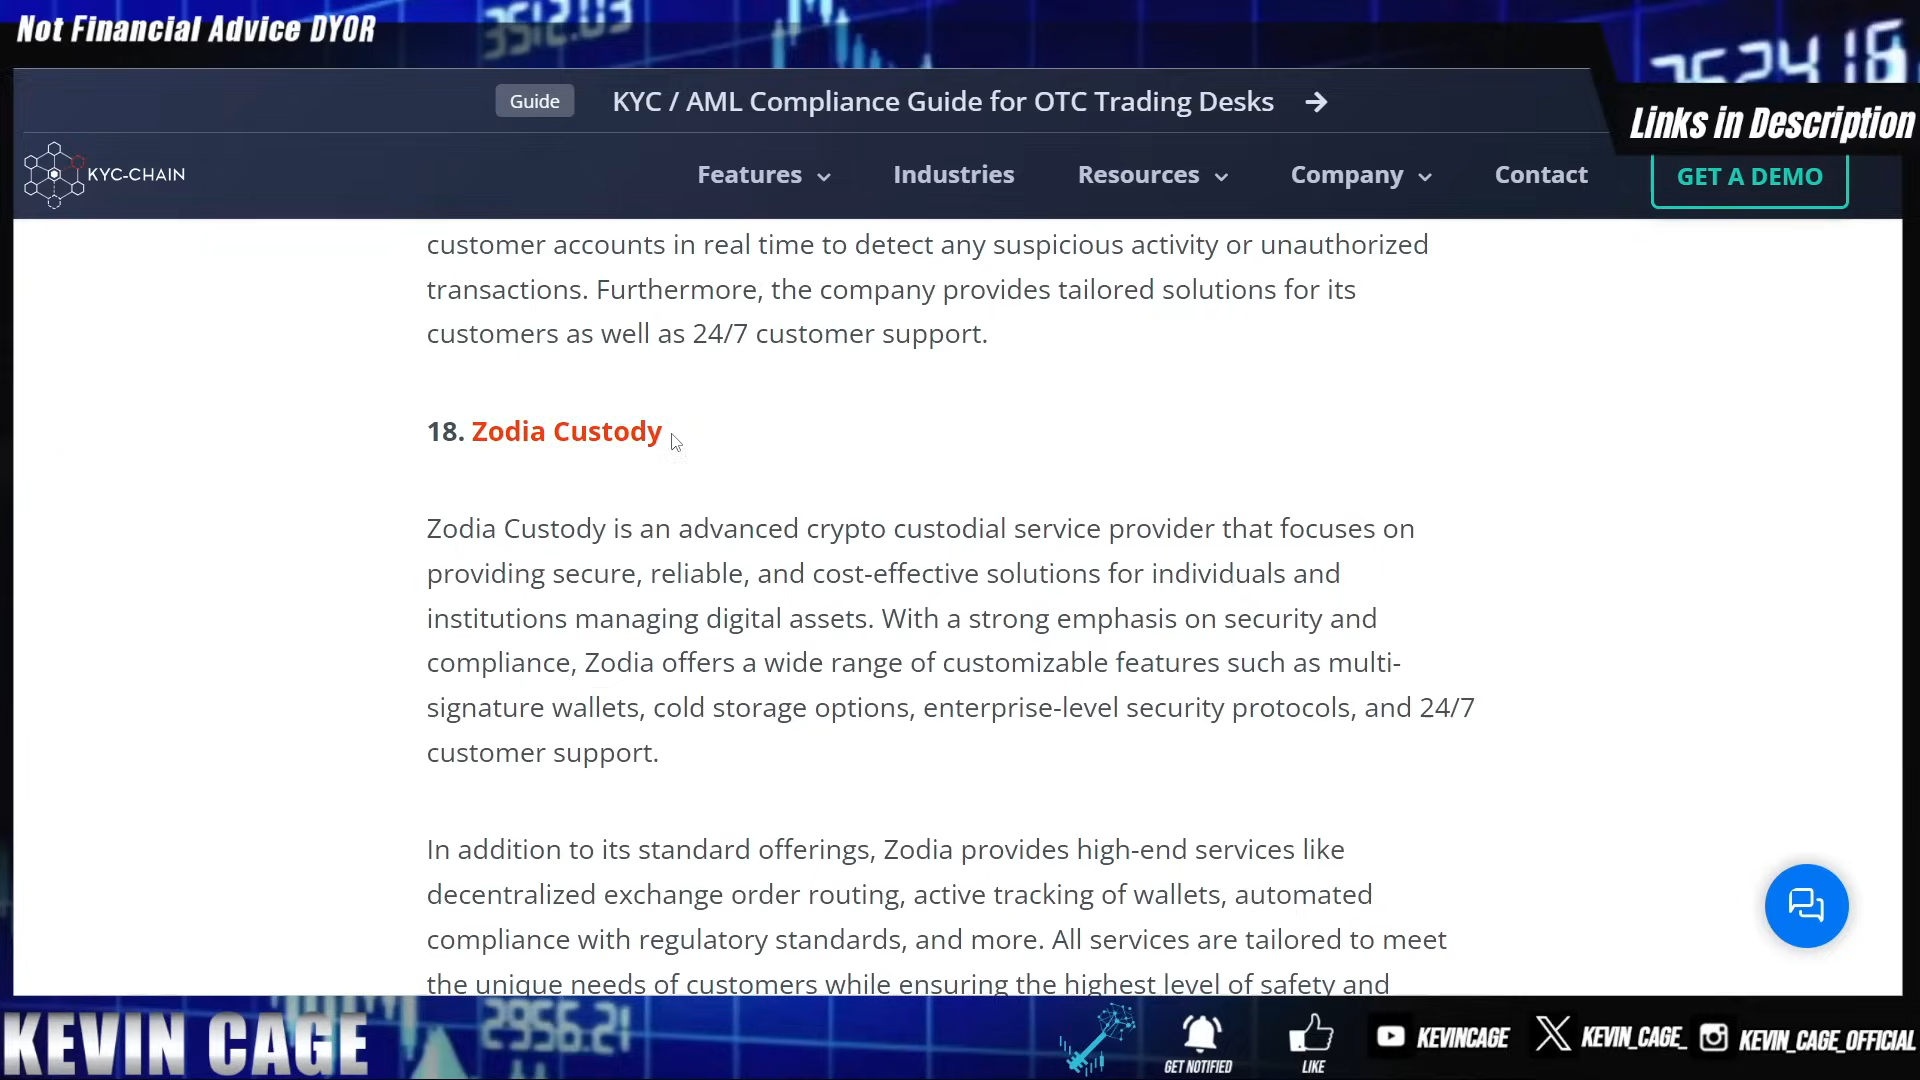 Not Financial Advice DYOR
3512.03
Guide KYC / AML Compliance Guide for OTC Trading Desks →
Links in Description
KYC-CHAIN
Features Industries Resources Company Contact GET A DEMO
customer accounts in real time to detect any suspicious activity or unauthorized
transactions. Furthermore, the company provides tailored solutions for its
customers as well as 24/7 customer support.
18. Zodia Custody
Zodia Custody is an advanced crypto custodial service provider that focuses on
providing secure, reliable, and cost-effective solutions for individuals and
institutions managing digital assets. With a strong emphasis on security and
compliance, Zodia offers a wide range of customizable features such as multi-
signature wallets, cold storage options, enterprise-level security protocols, and 24/7
customer support.
In addition to its standard offerings, Zodia provides high-end services like
decentralized exchange order routing, active tracking of wallets, automated
compliance with regulatory standards, and more. All services are tailored to meet
the unique needs of customers while ensuring the highest level of safety and
KEVIN CAGE
2956.21
GET NOTIFIED
LIKE
KEVINCAGE
KEVIN_CAGE_
KEVIN_CAGE_OFFICIAL